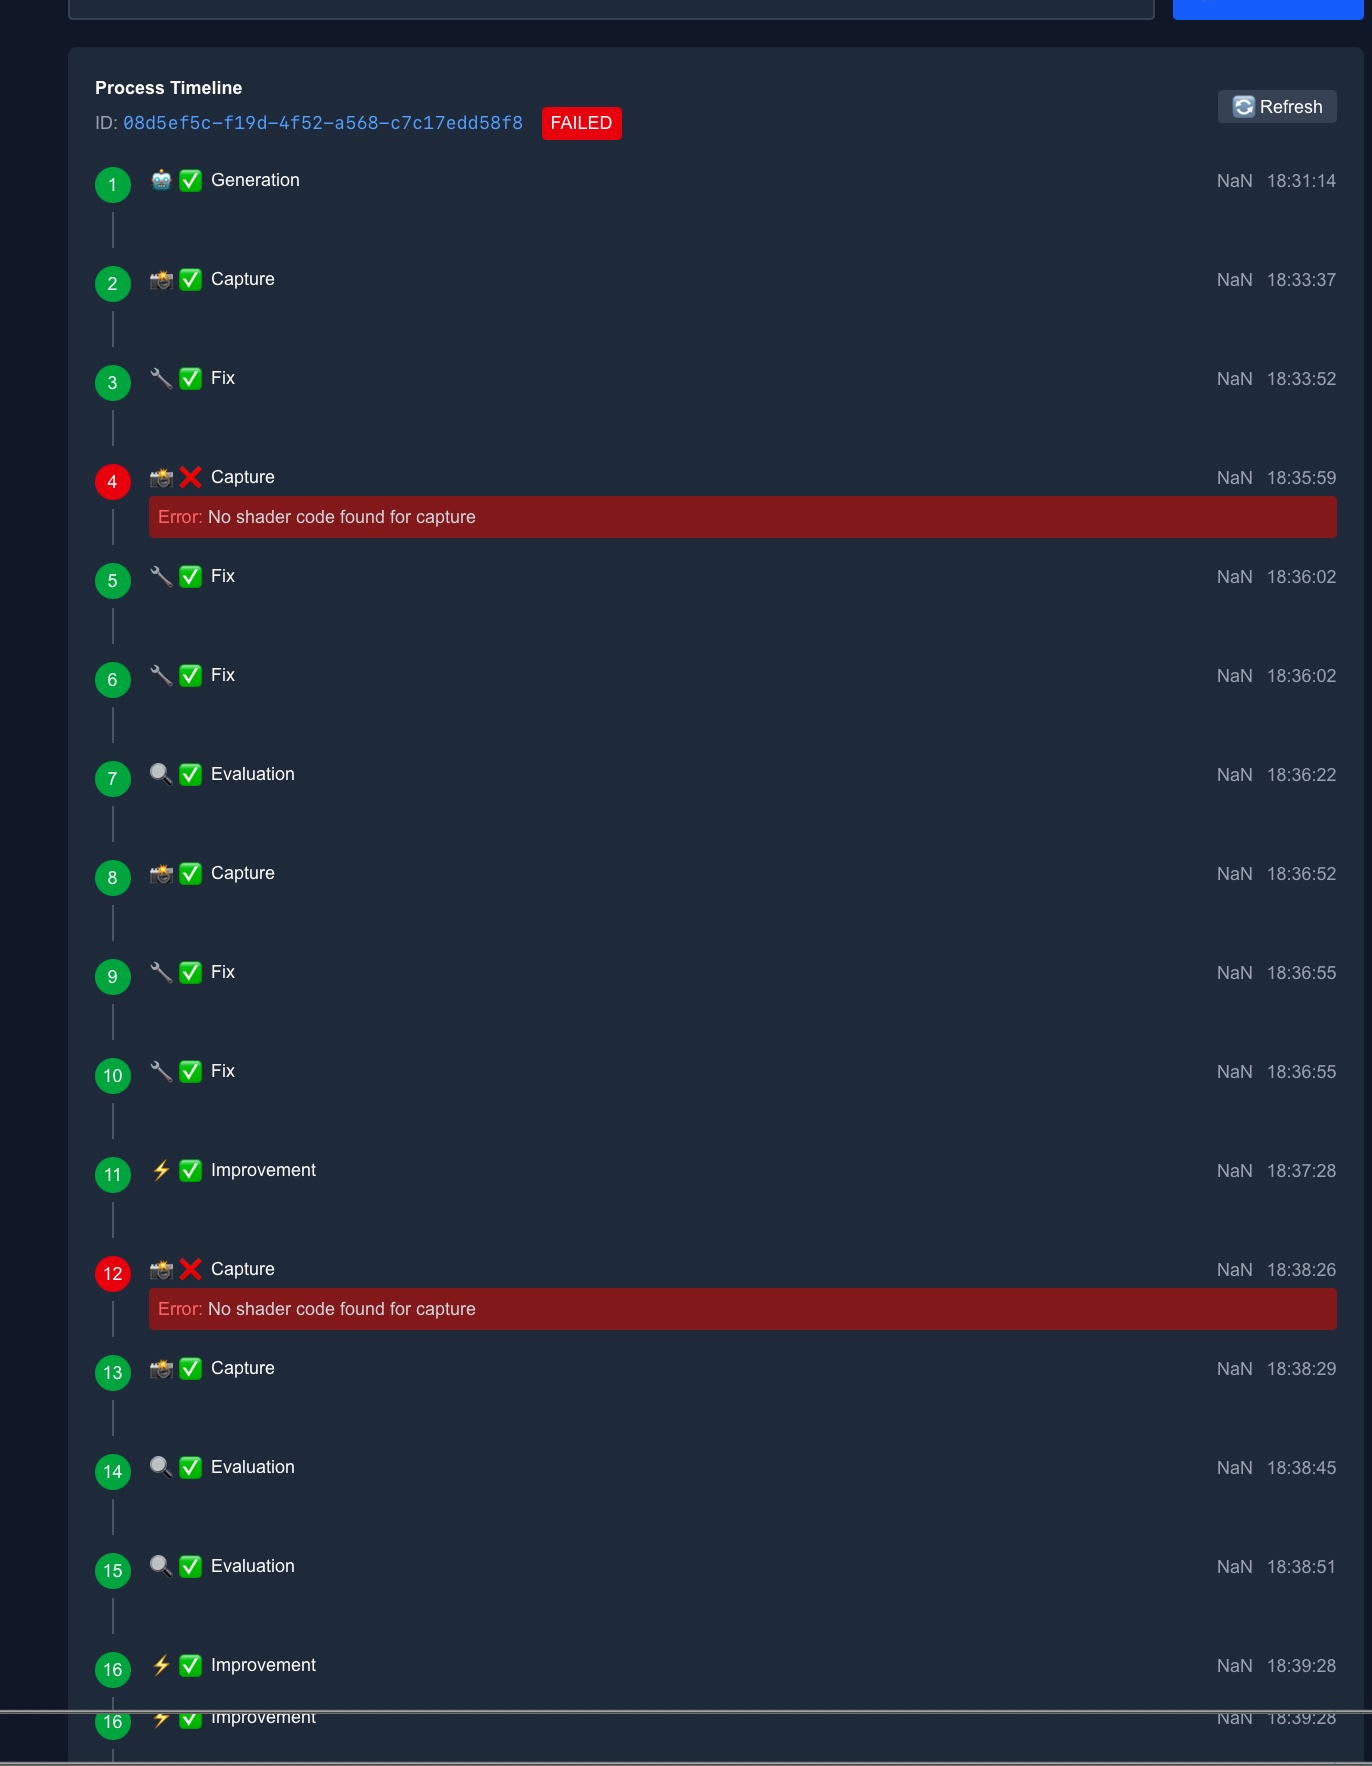 Process Timeline
ID: 08d5ef5c-f19d-4f52-a568-c7c17edd58f8 FAILED
Refresh
1 Generation NaN 18:31:14
2 Capture NaN 18:33:37
3 Fix NaN 18:33:52
4 Capture NaN 18:35:59
Error: No shader code found for capture
5 Fix NaN 18:36:02
6 Fix NaN 18:36:02
7 Evaluation NaN 18:36:22
8 Capture NaN 18:36:52
9 Fix NaN 18:36:55
10 Fix NaN 18:36:55
11 Improvement NaN 18:37:28
12 Capture NaN 18:38:26
Error: No shader code found for capture
13 Capture NaN 18:38:29
14 Evaluation NaN 18:38:45
15 Evaluation NaN 18:38:51
16 Improvement NaN 18:39:28
16 Improvement NaN 18:39:28